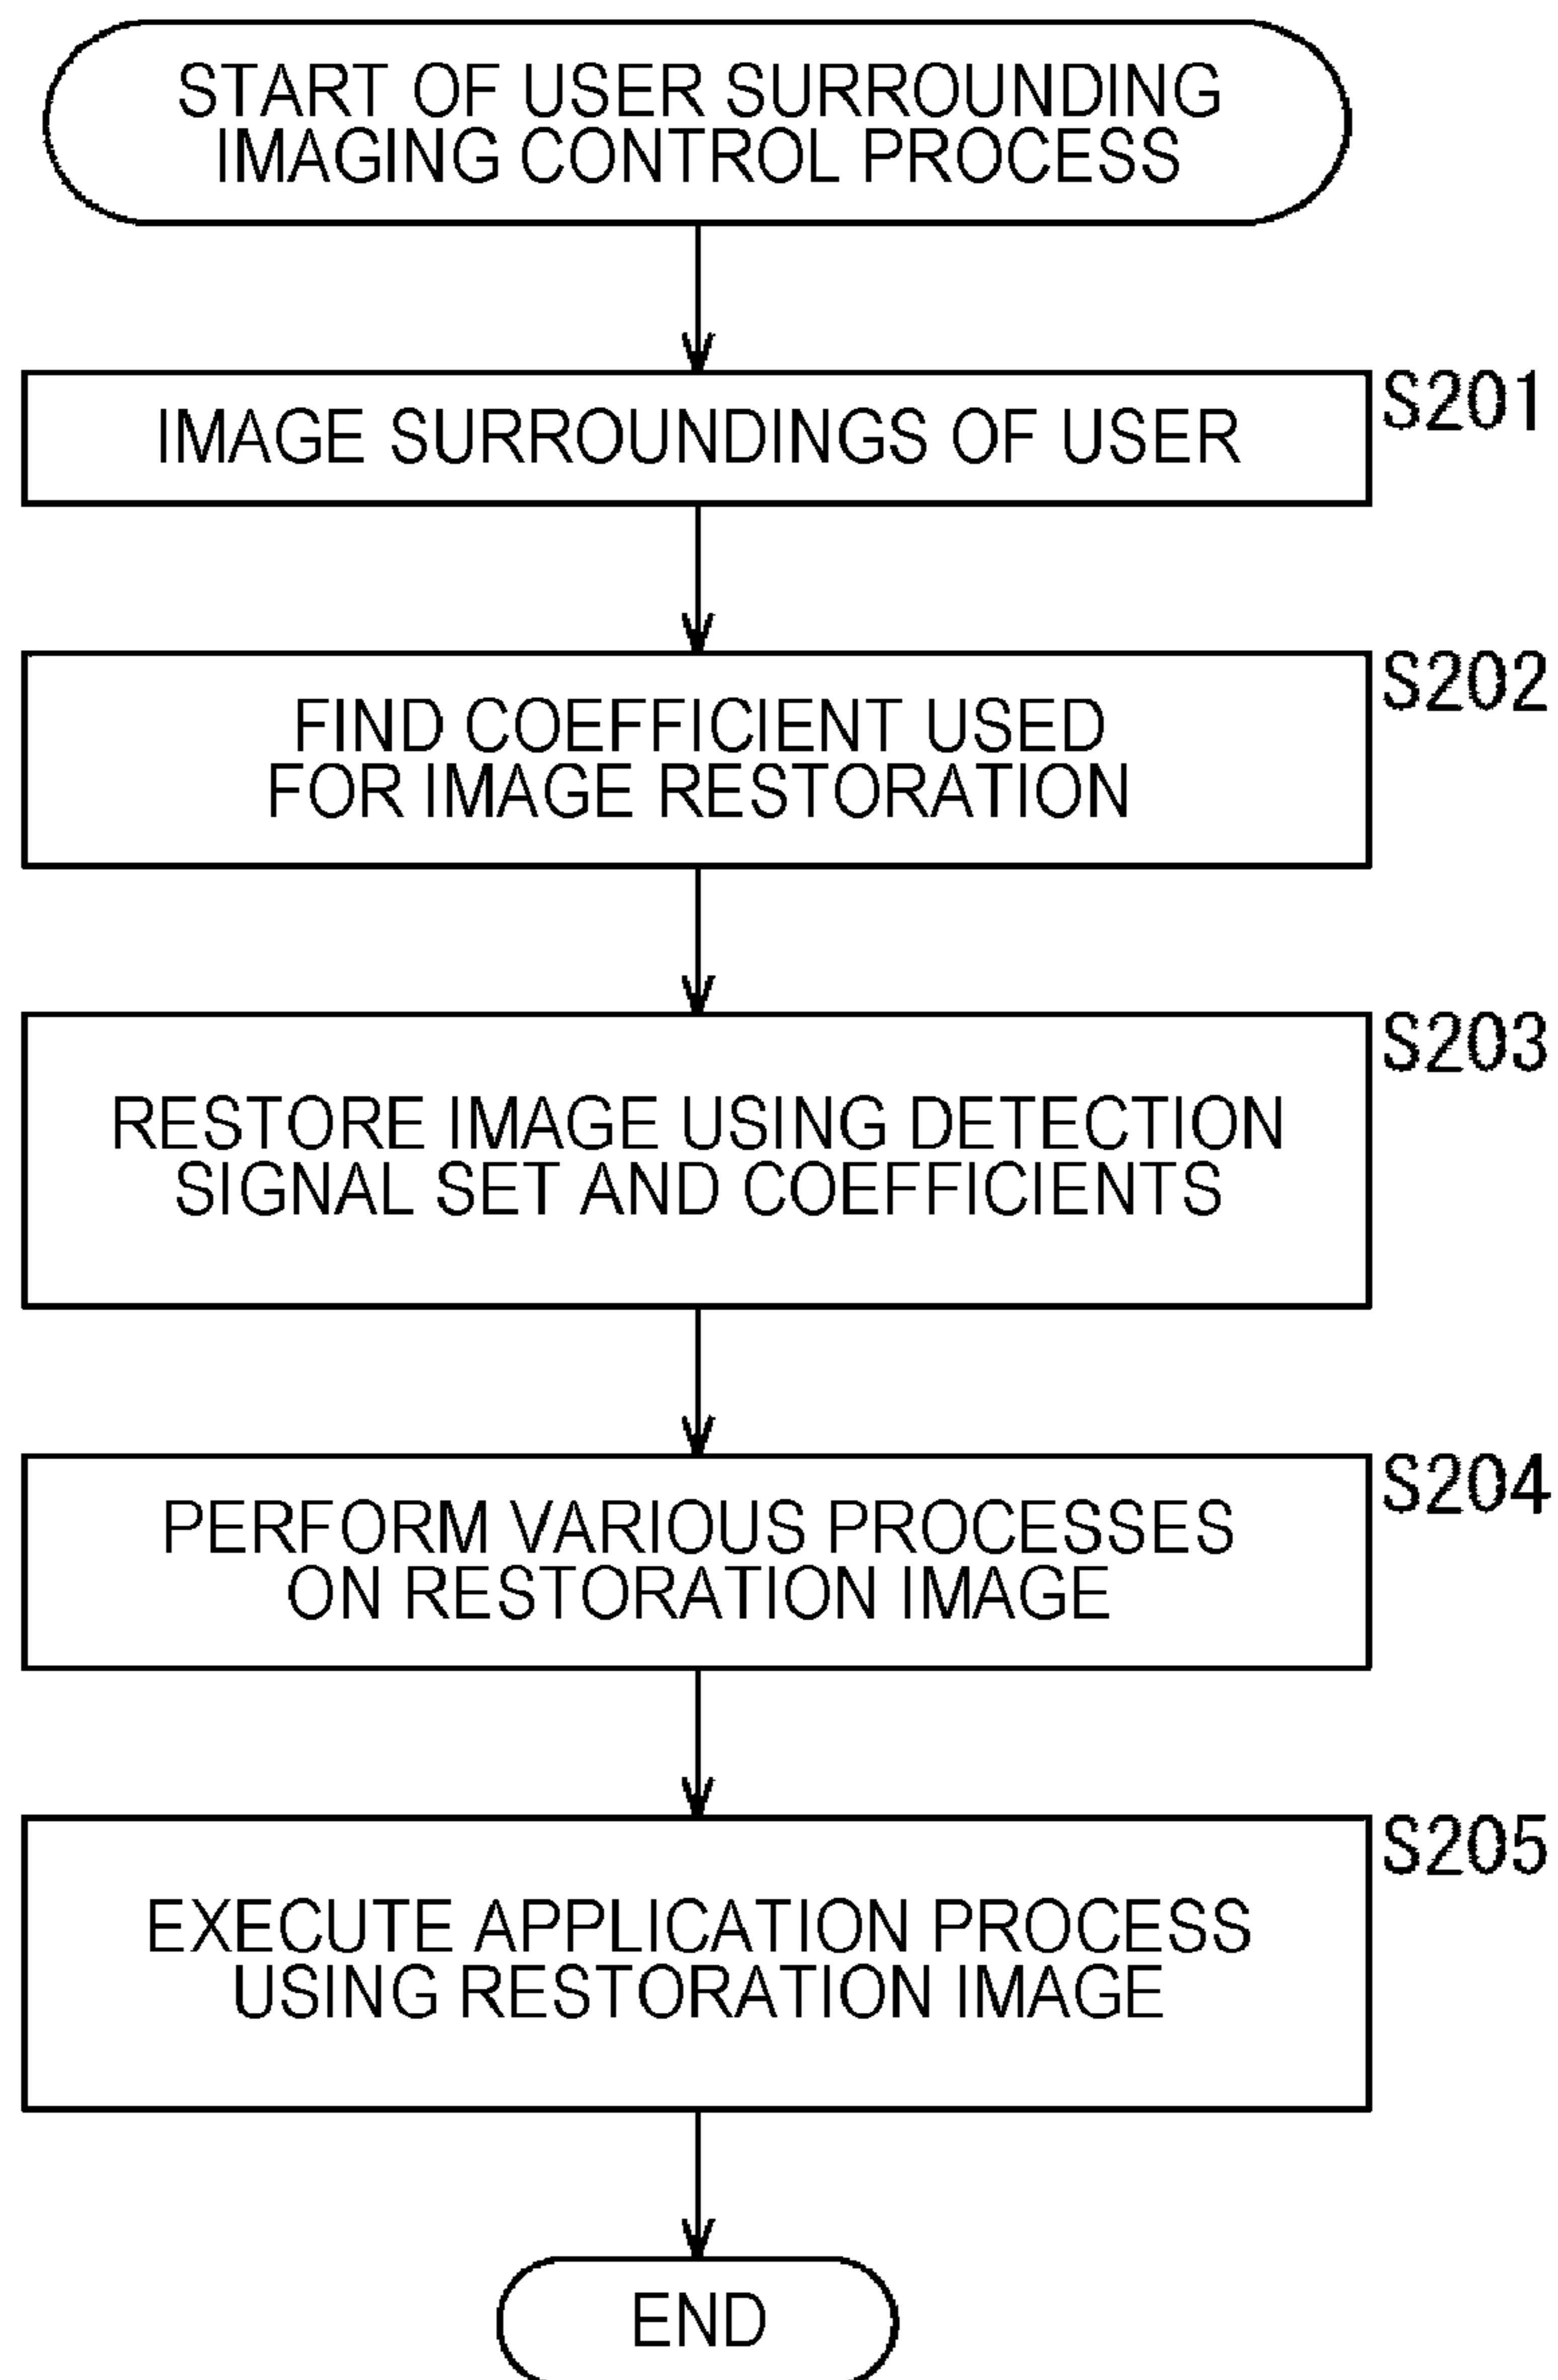 START OF USER SURROUNDING
IMAGING CONTROL PROCESS
IMAGE SURROUNDINGS OF USER
S201
FIND COEFFICIENT USED
FOR IMAGE RESTORATION
S202
RESTORE IMAGE USING DETECTION
SIGNAL SET AND COEFFICIENTS
S203
PERFORM VARIOUS PROCESSES
ON RESTORATION IMAGE
S204
EXECUTE APPLICATION PROCESS
USING RESTORATION IMAGE
S205
END